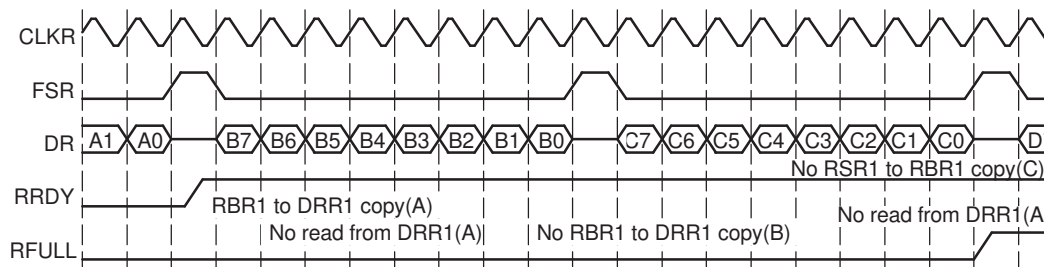 CLKR
FSR
DR A1 A0 B7 B6 B5 B4 B3 B2 B1 B0 C7 C6 C5 C4 C3 C2 C1 C0 D
No RSR1 to RBR1 copy(C)
RRDY
RBR1 to DRR1 copy(A)
No read from DRR1(A
No read from DRR1(A) No RBR1 to DRR1 copy(B)
RFULL